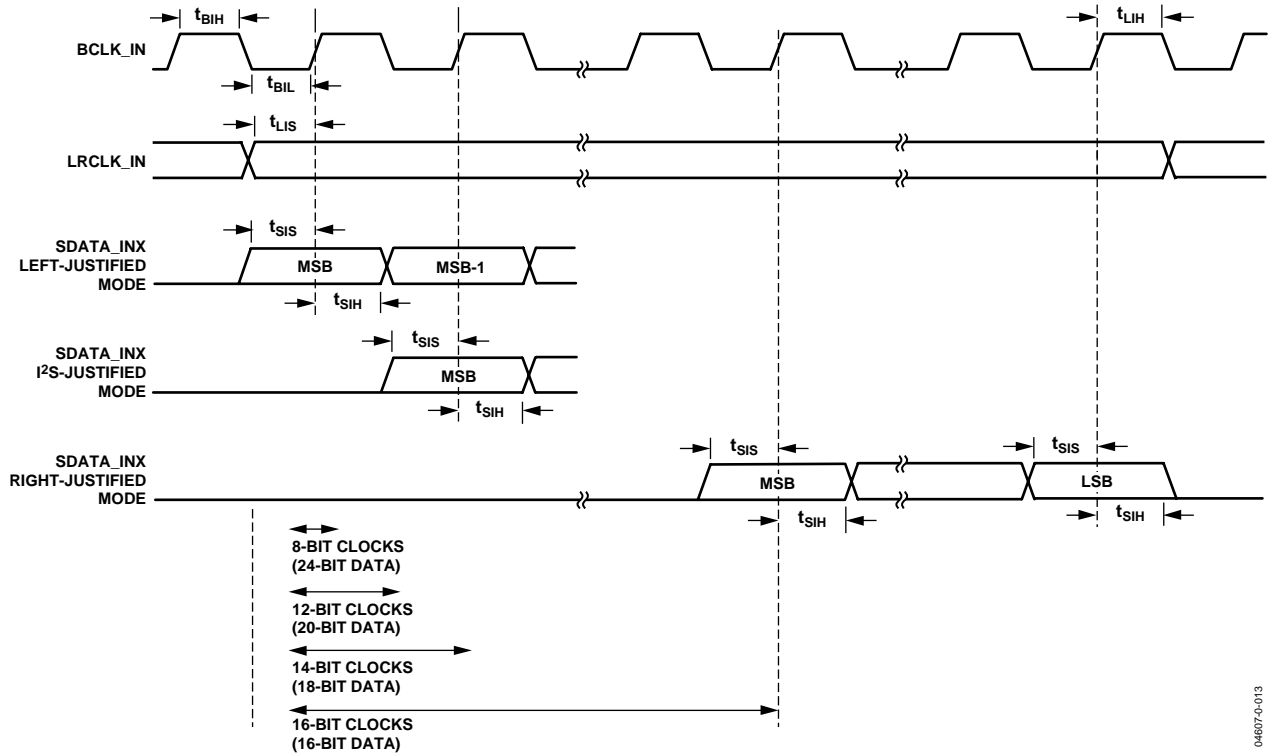 tBIH
tLIH
BCLK_IN
tBIL
tLIS
LRCLK_IN
tSIS
SDATA_INX
LEFT-JUSTIFIED
MODE
MSB
MSB-1
tSIH
tSIS
SDATA_INX
I2S-JUSTIFIED
MODE
MSB
tSIH
tSIS
tSIS
SDATA_INX
RIGHT-JUSTIFIED
MODE
MSB
LSB
tSIH
tSIH
8-BIT CLOCKS
(24-BIT DATA)
12-BIT CLOCKS
(20-BIT DATA)
14-BIT CLOCKS
(18-BIT DATA)
16-BIT CLOCKS
(16-BIT DATA)
04607-0-013